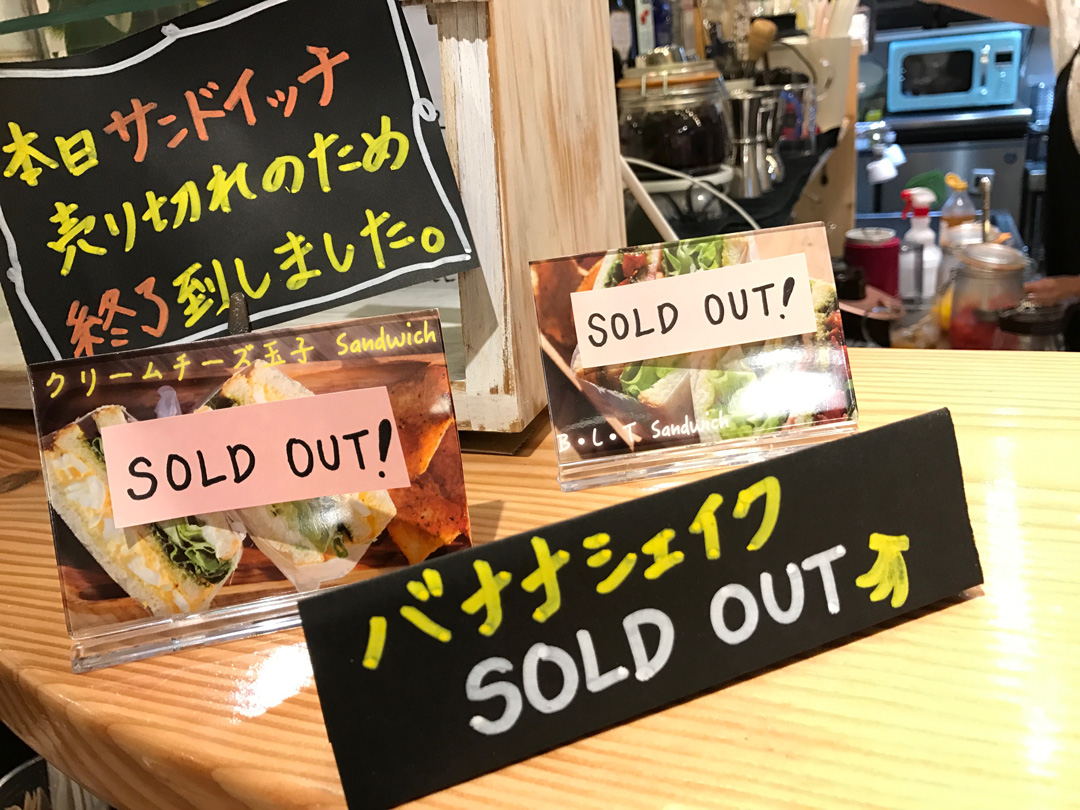 本日サンドイッチ
売り切れのため
終了到しました。
クリームチーズ玉子 Sandwich
SOLD OUT!
SOLD OUT!
B・L・T Sandwich
バナナシェイク
SOLD OUT